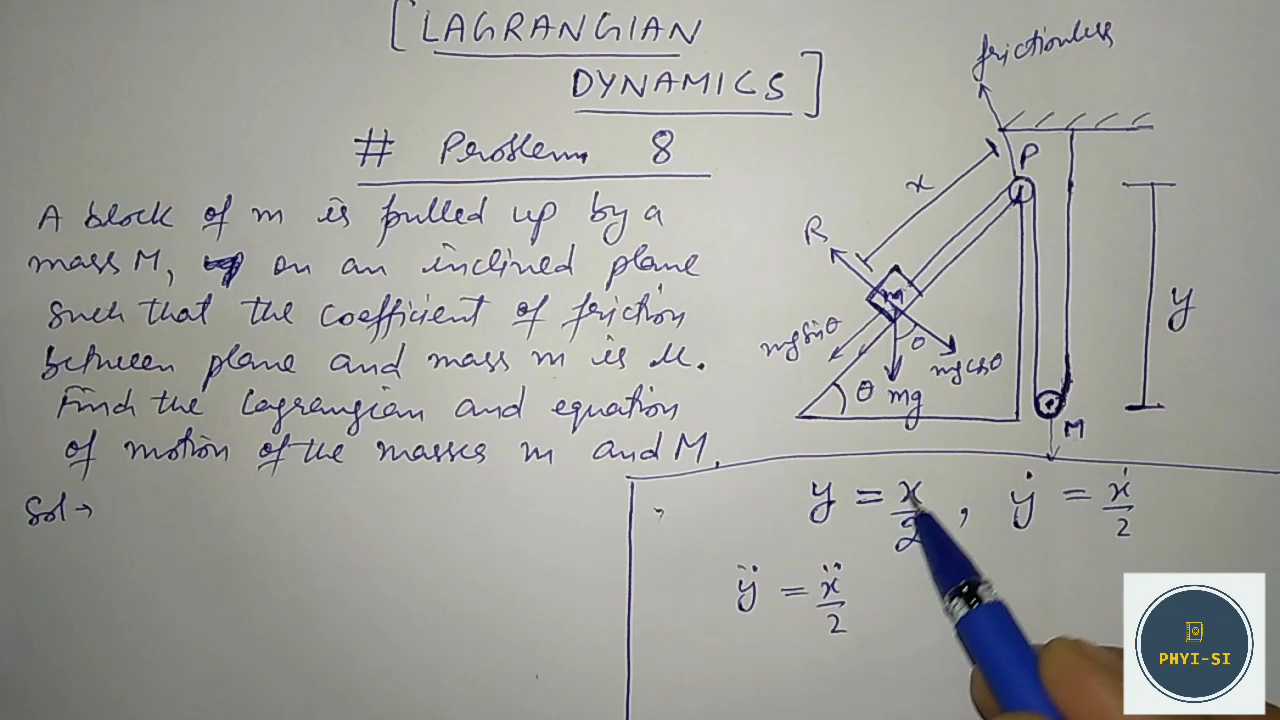 [LAGRANGIAN
DYNAMICS]
# Problem 8
A block of m is pulled up by a
mass M, on an inclined plane
such that the coefficient of friction
between plane and mass m is μ.
Find the Lagrangian and equation
of motion of the masses m and M.
Sol →
frictionless
P
x
R
m
mg sinθ
θ
mg cosθ
θ
mg
y
M
y = x/2 , ẏ = ẋ/2
ÿ = ẍ/2
PHYI-SI